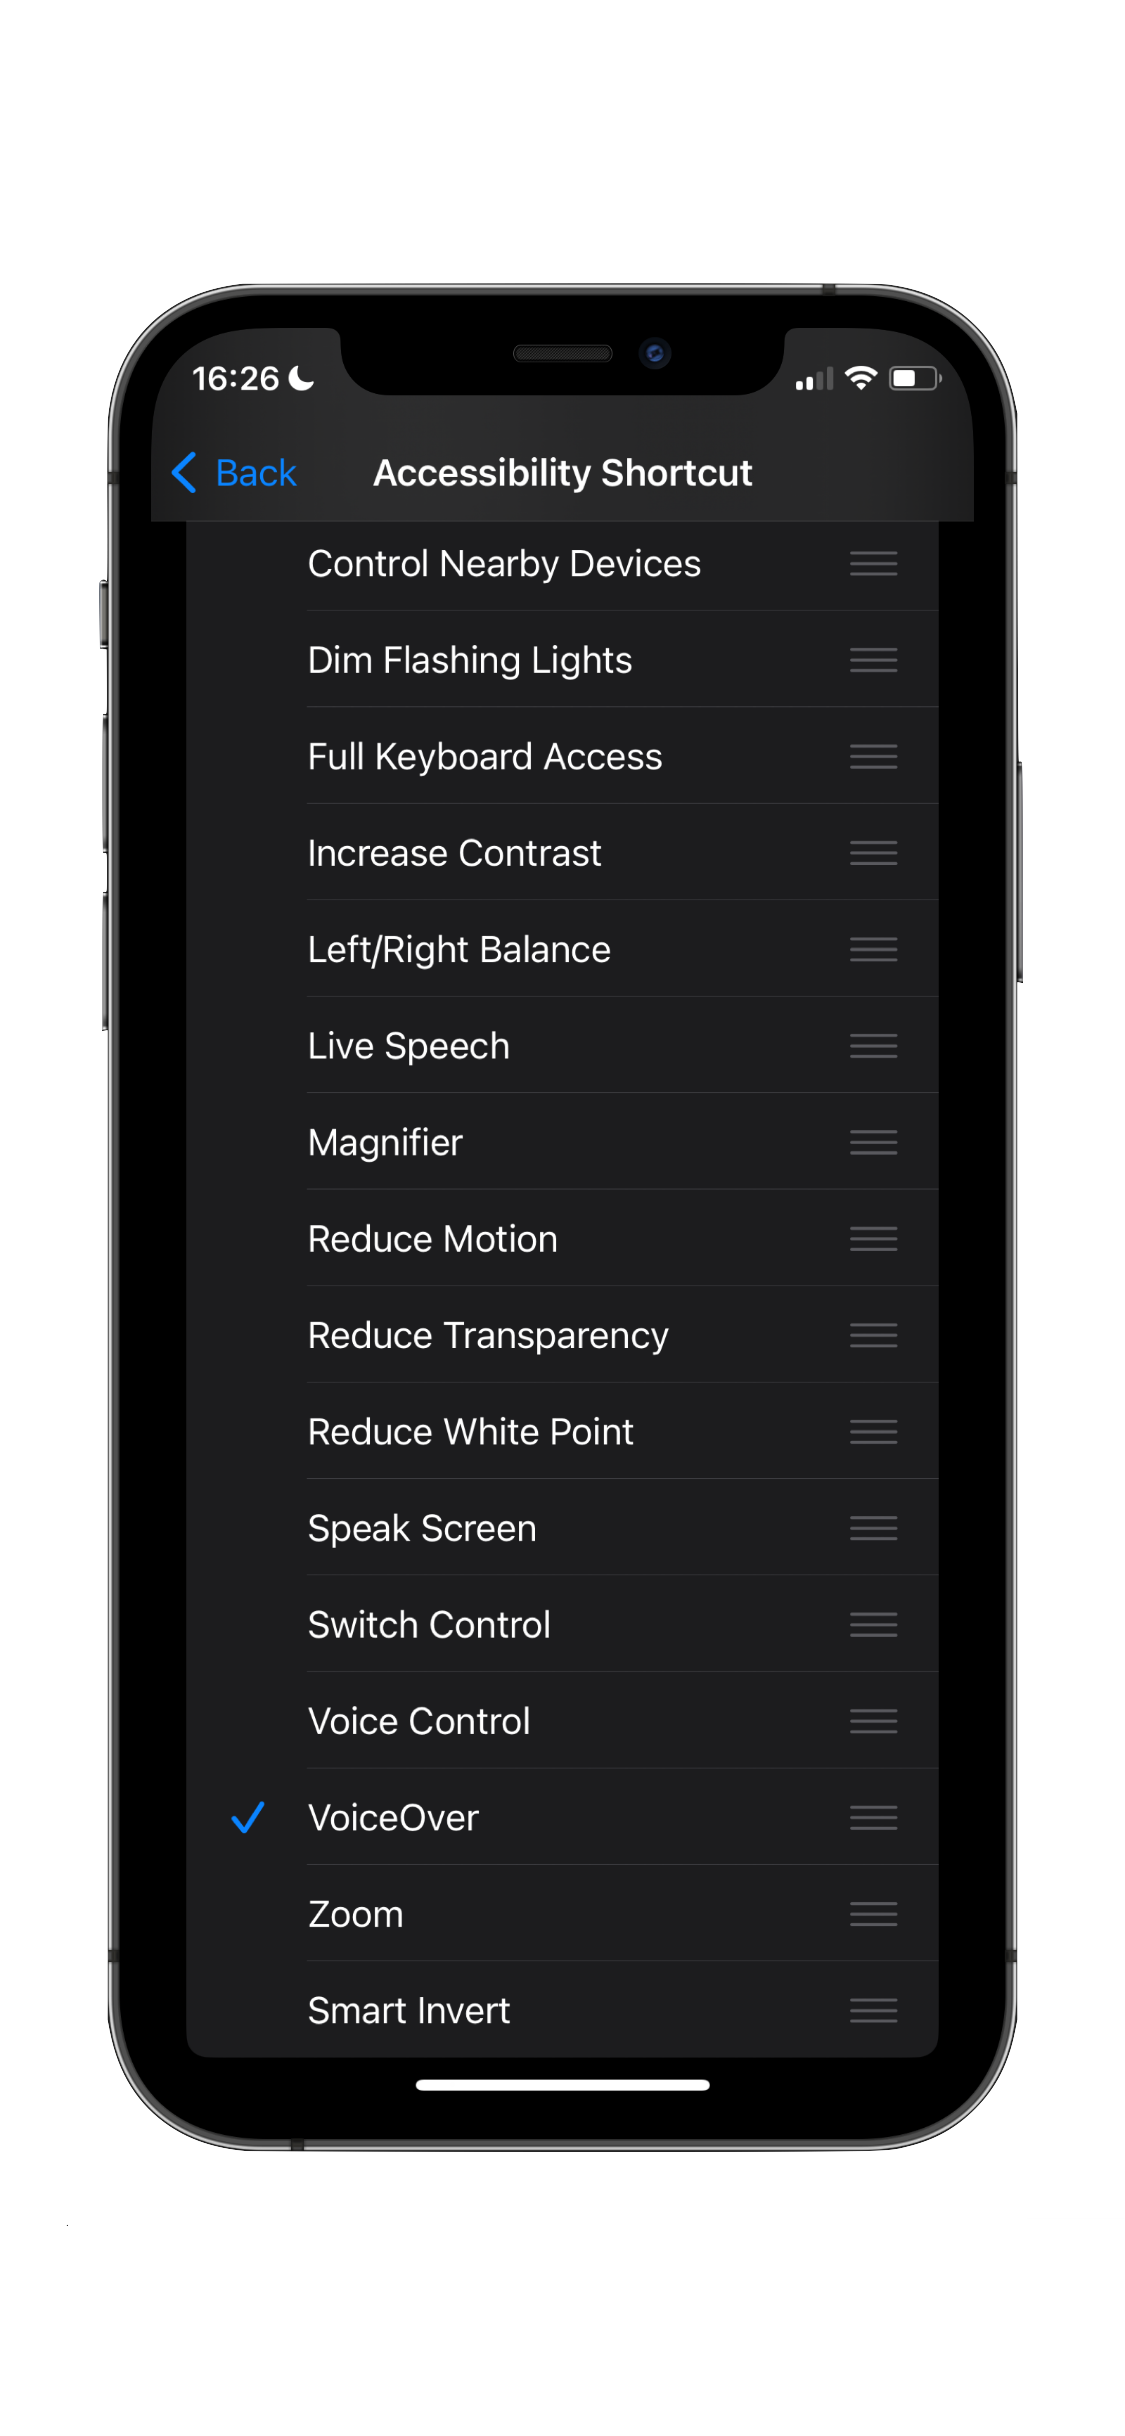 16:26
Back
Accessibility Shortcut
Control Nearby Devices
Dim Flashing Lights
Full Keyboard Access
Increase Contrast
Left/Right Balance
Live Speech
Magnifier
Reduce Motion
Reduce Transparency
Reduce White Point
Speak Screen
Switch Control
Voice Control
VoiceOver
Zoom
Smart Invert